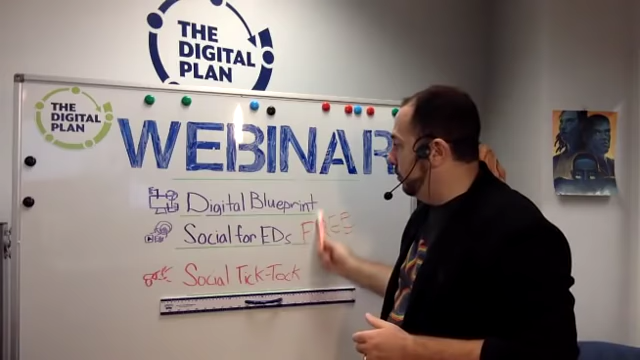 THE
DIGITAL
PLAN
THE
DIGITAL
PLAN
WEBINAR
Digital Blueprint
Social for EDs FREE
Social Tick-Tock